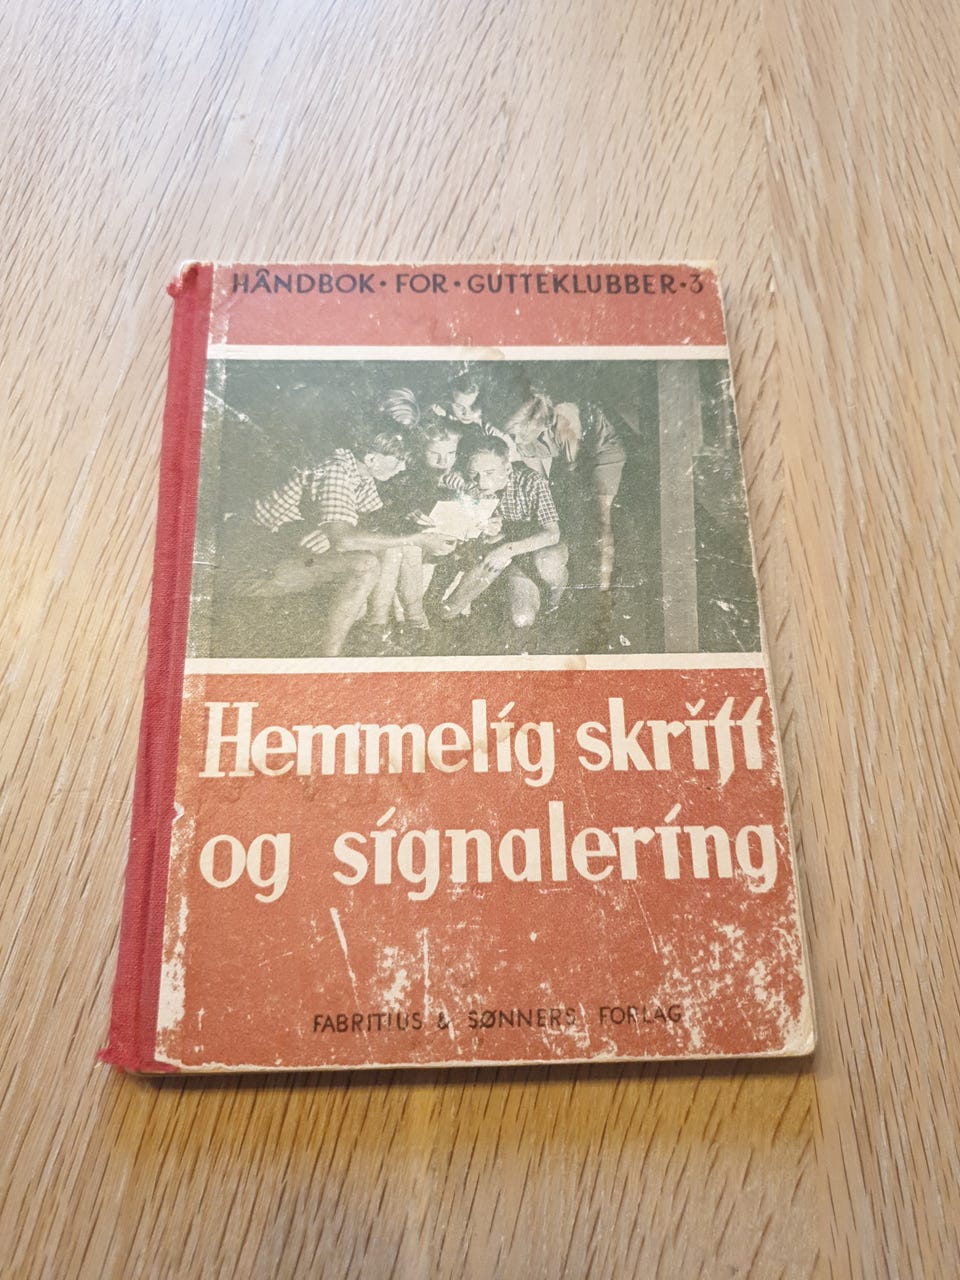 HÅNDBOK · FOR · GUTTEKLUBBER · 3
Hemmelig skrift
og signalering
FABRITIUS & SØNNERS FORLAG